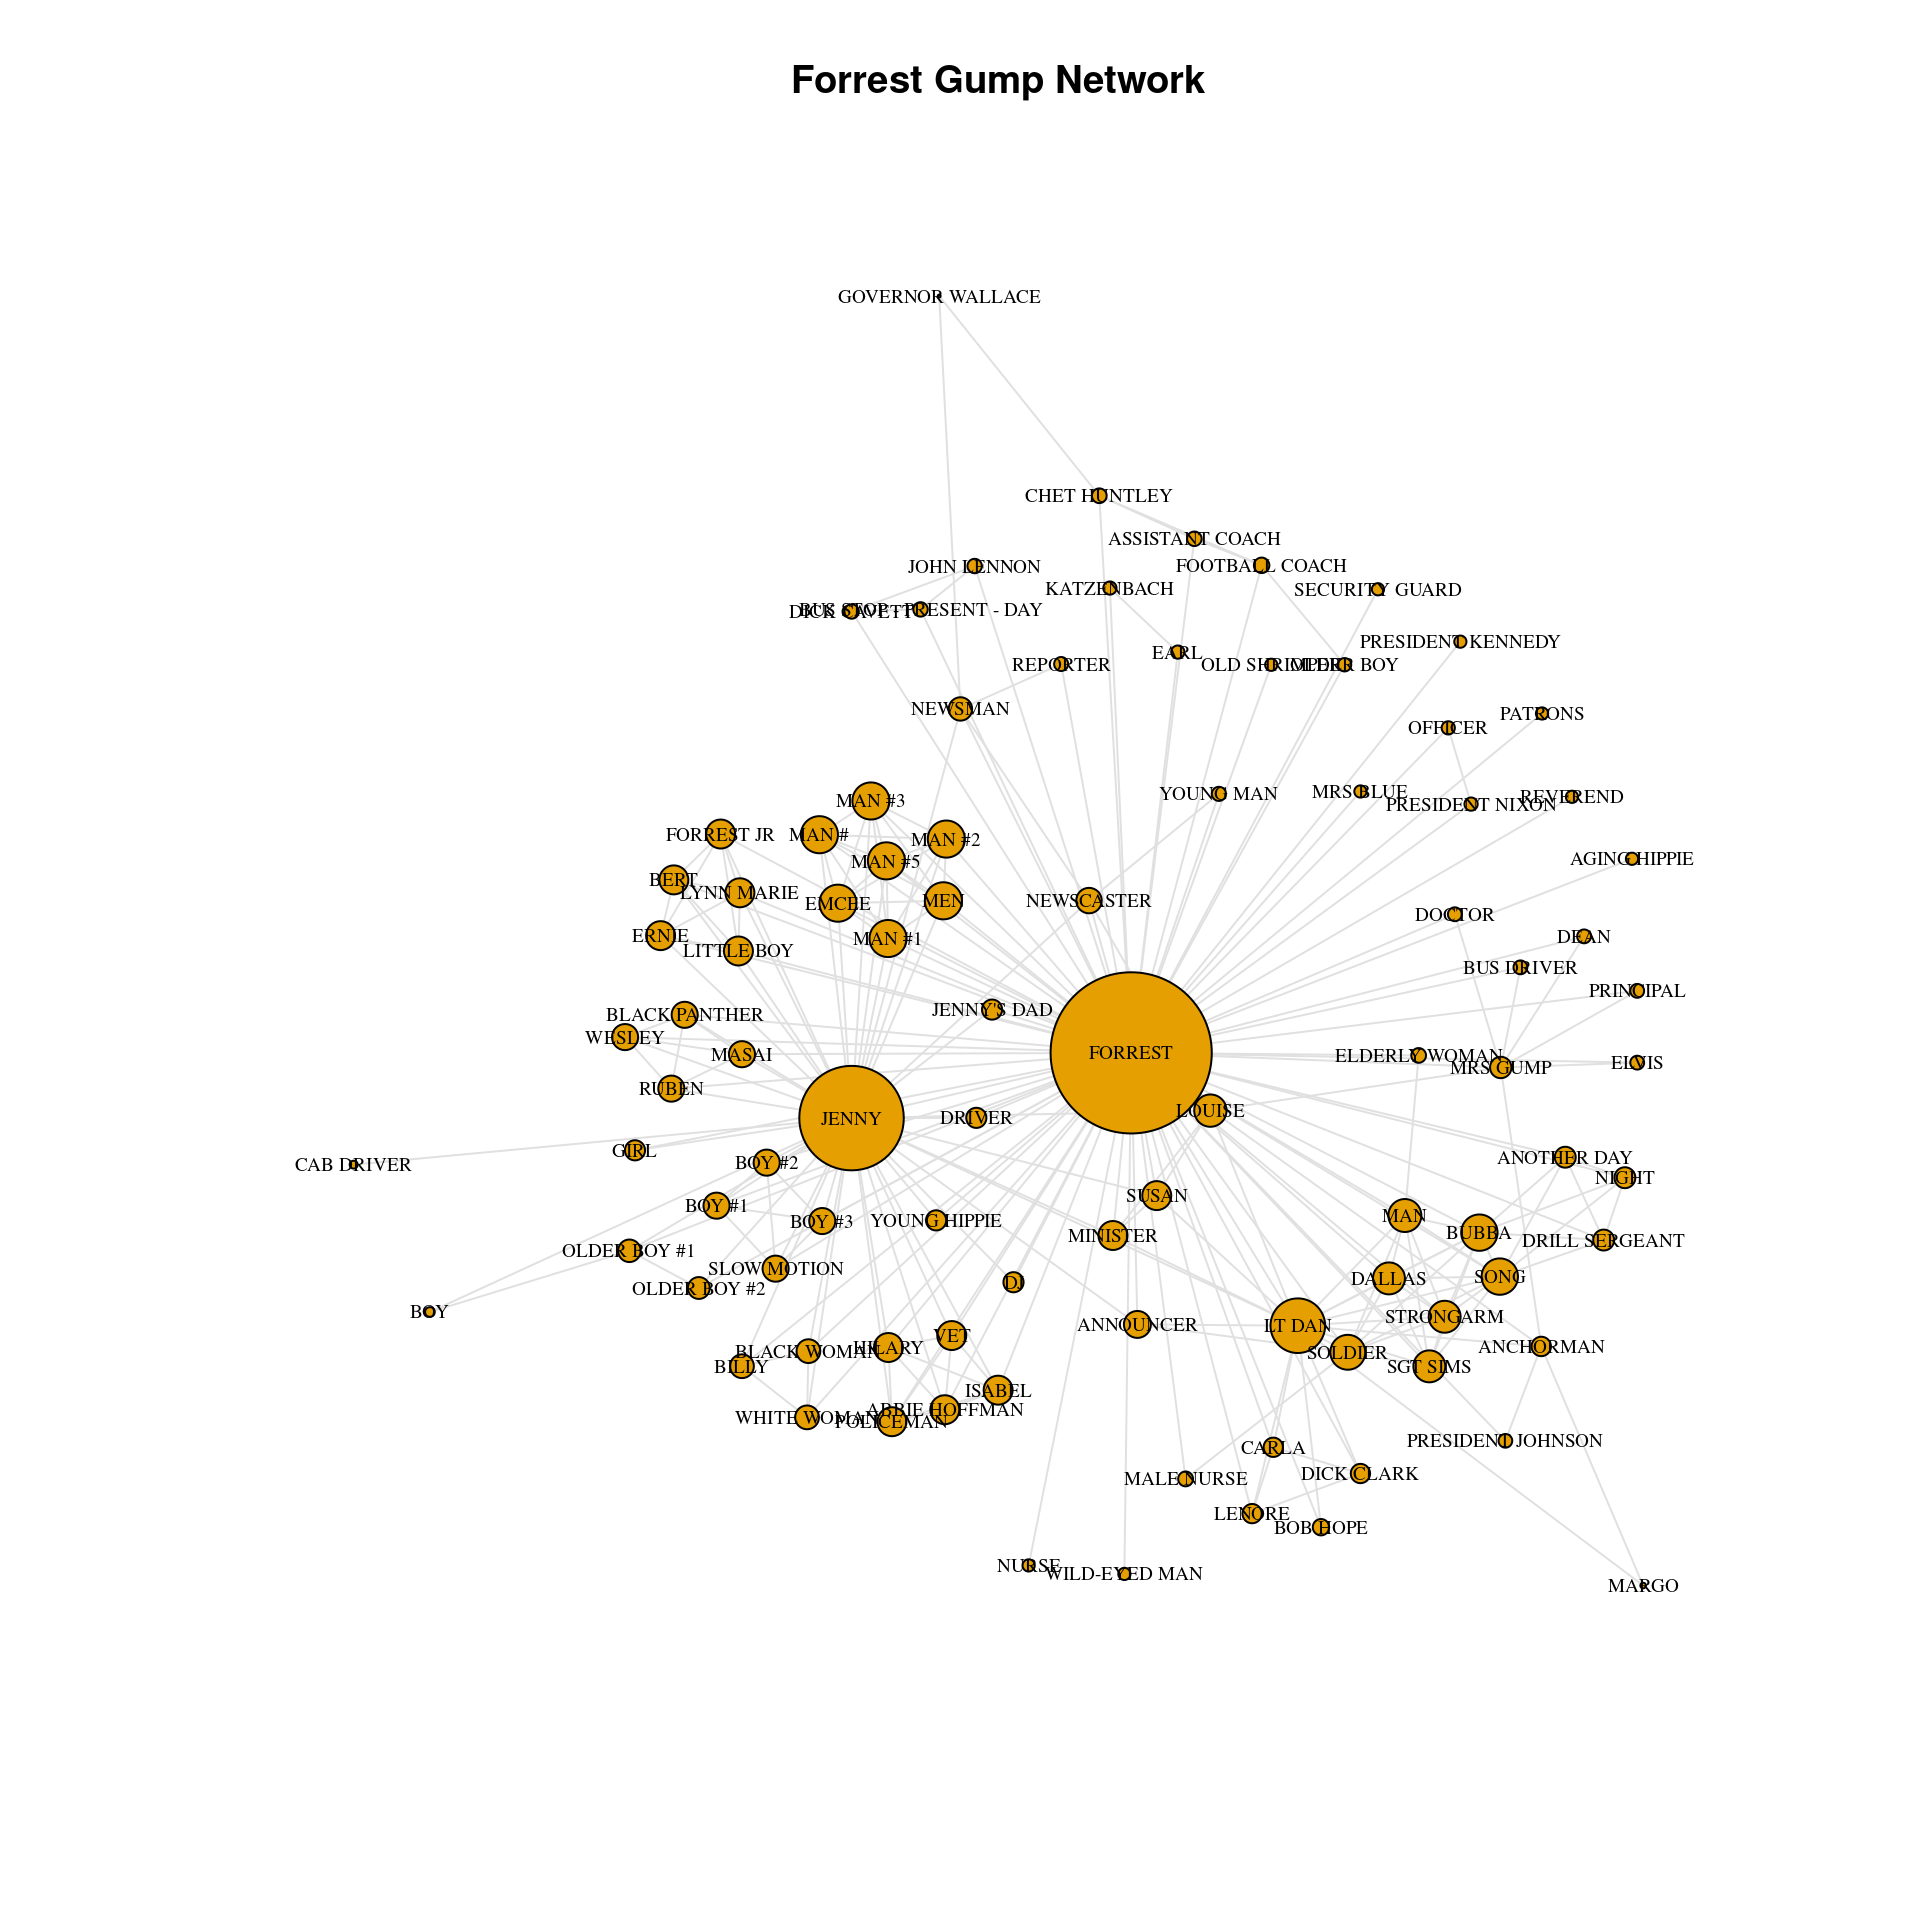 Forrest Gump Network
GOVERNOR WALLACE
CHET HUNTLEY
ASSISTANT COACH
JOHN LENNON
FOOTBALL COACH
KATZENBACH
SECURITY GUARD
DICK CAVETT
BUS STOP - PRESENT - DAY
PRESIDENT KENNEDY
EARL
REPORTER
OLD SHRIMPER
OLDER BOY
NEWSMAN
PATRONS
OFFICER
YOUNG MAN
MRS BLUE
REVEREND
MAN #3
PRESIDENT NIXON
FORREST JR
MAN #
MAN #2
MAN #5
AGING HIPPIE
BERT
LYNN MARIE
EMCEE
MEN
NEWSCASTER
DOCTOR
ERNIE
MAN #1
DEAN
LITTLE BOY
BUS DRIVER
PRINCIPAL
BLACK PANTHER
JENNY'S DAD
WESLEY
MASAI
FORREST
ELDERLY WOMAN
MRS GUMP
ELVIS
RUBEN
JENNY
DRIVER
LOUISE
GIRL
CAB DRIVER
BOY #2
ANOTHER DAY
NIGHT
SUSAN
BOY #1
MAN
BOY #3
YOUNG HIPPIE
MINISTER
BUBBA
DRILL SERGEANT
OLDER BOY #1
SLOW MOTION
DALLAS
SONG
OLDER BOY #2
DJ
BOY
STRONGARM
ANNOUNCER
LT DAN
VET
HILARY
BLACK WOMAN
SOLDIER
ANCHORMAN
BILLY
SGT SIMS
ISABEL
ABBIE HOFFMAN
WHITE WOMAN
POLICEMAN
CARLA
PRESIDENT JOHNSON
MALE NURSE
DICK CLARK
LENORE
BOB HOPE
NURSE
WILD-EYED MAN
MARGO